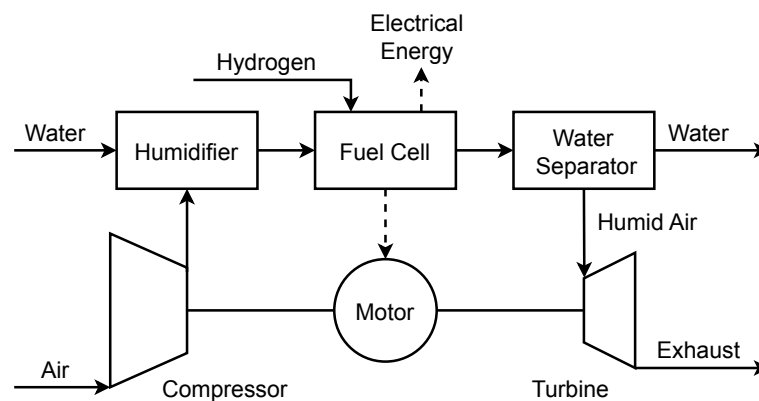 Electrical
Energy
Hydrogen
Water
Humidifier
Fuel Cell
Water
Separator
Water
Humid Air
Motor
Air
Compressor
Turbine
Exhaust